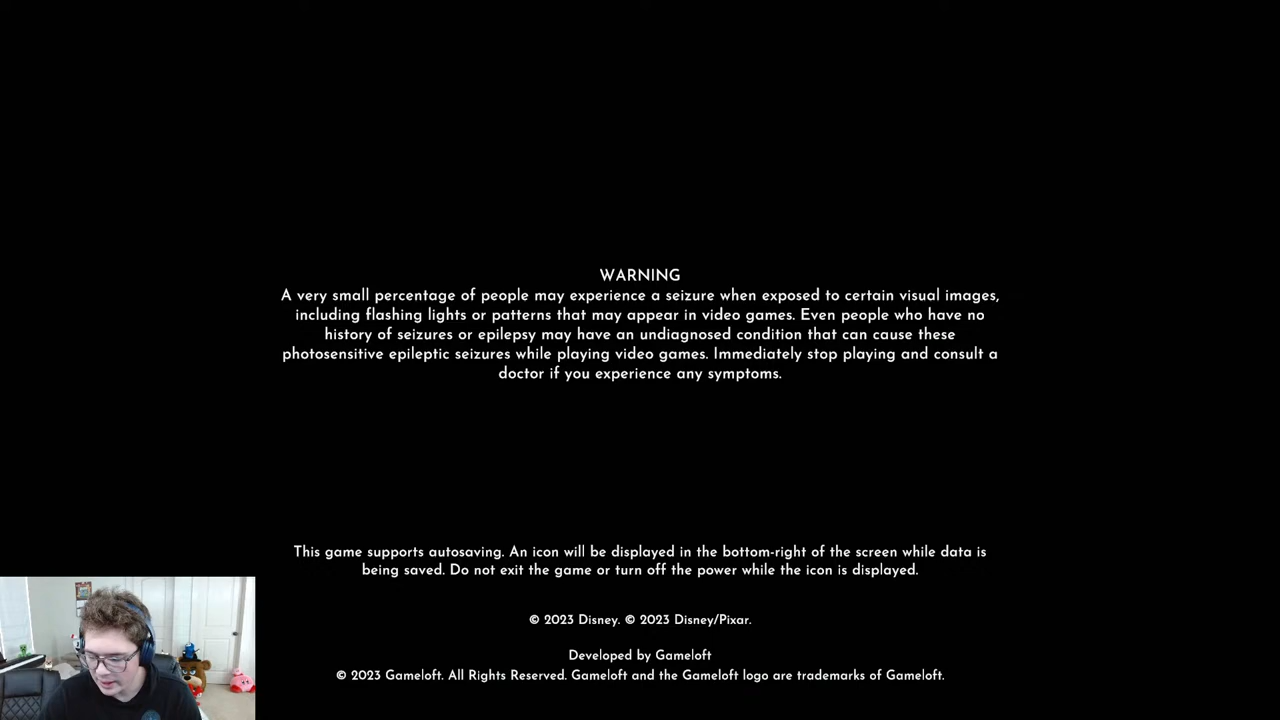 WARNING
A very small percentage of people may experience a seizure when exposed to certain visual images,
including flashing lights or patterns that may appear in video games. Even people who have no
history of seizures or epilepsy may have an undiagnosed condition that can cause these
photosensitive epileptic seizures while playing video games. Immediately stop playing and consult a
doctor if you experience any symptoms.
This game supports autosaving. An icon will be displayed in the bottom-right of the screen while data is
being saved. Do not exit the game or turn off the power while the icon is displayed.
© 2023 Disney. © 2023 Disney/Pixar.
Developed by Gameloft
© 2023 Gameloft. All Rights Reserved. Gameloft and the Gameloft logo are trademarks of Gameloft.